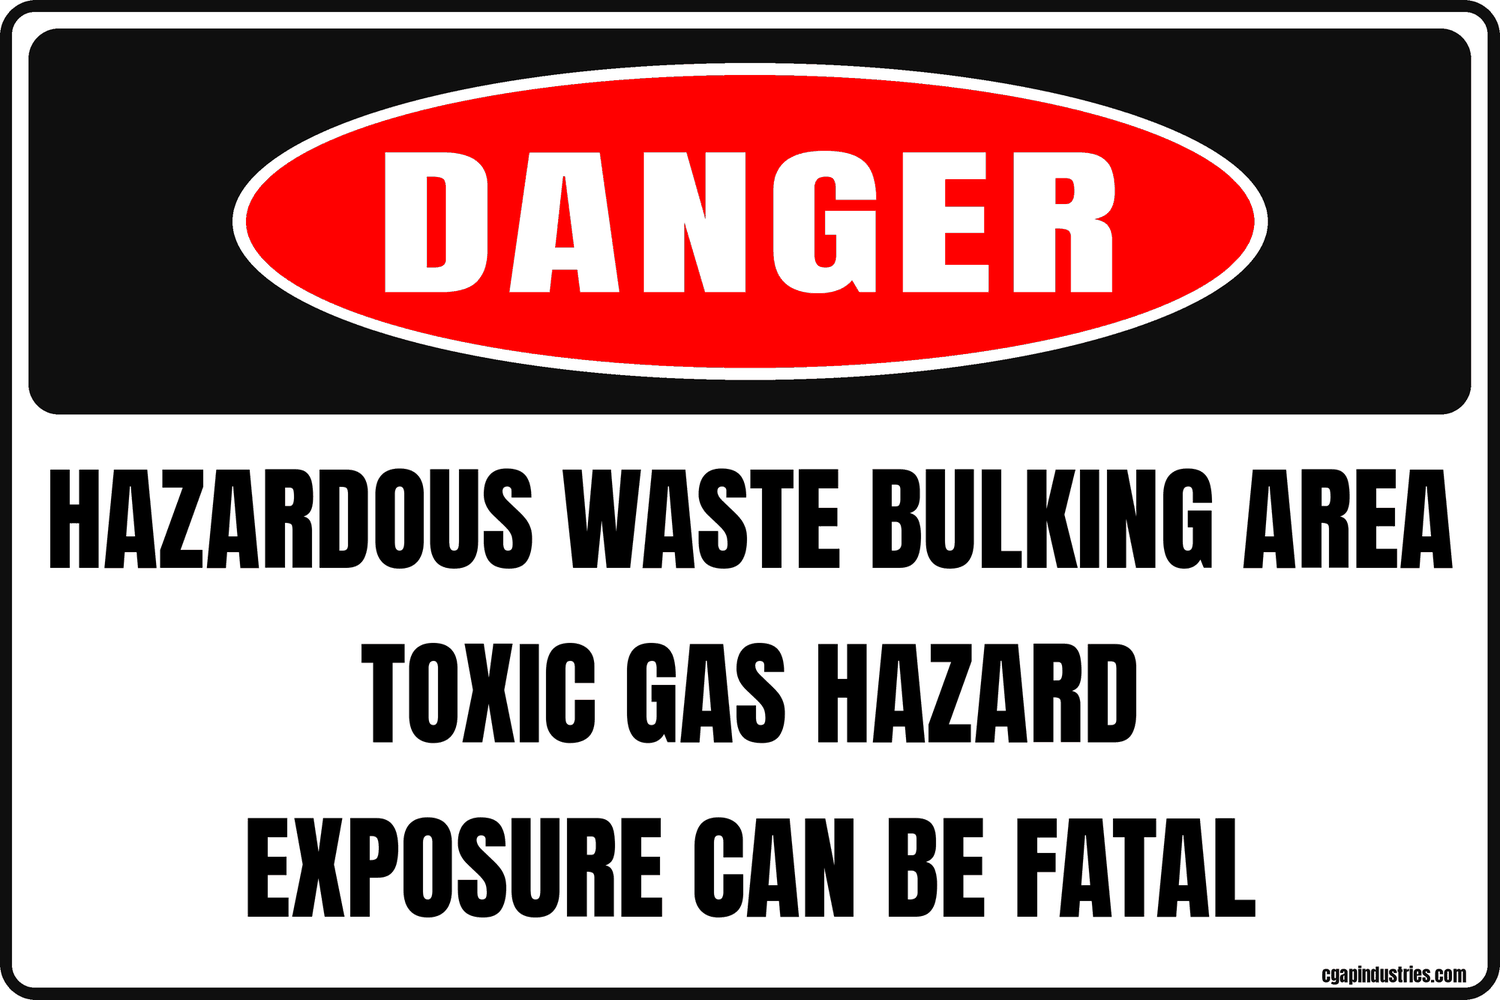 DANGER
HAZARDOUS WASTE BULKING AREA
TOXIC GAS HAZARD
EXPOSURE CAN BE FATAL
cgapindustries.com